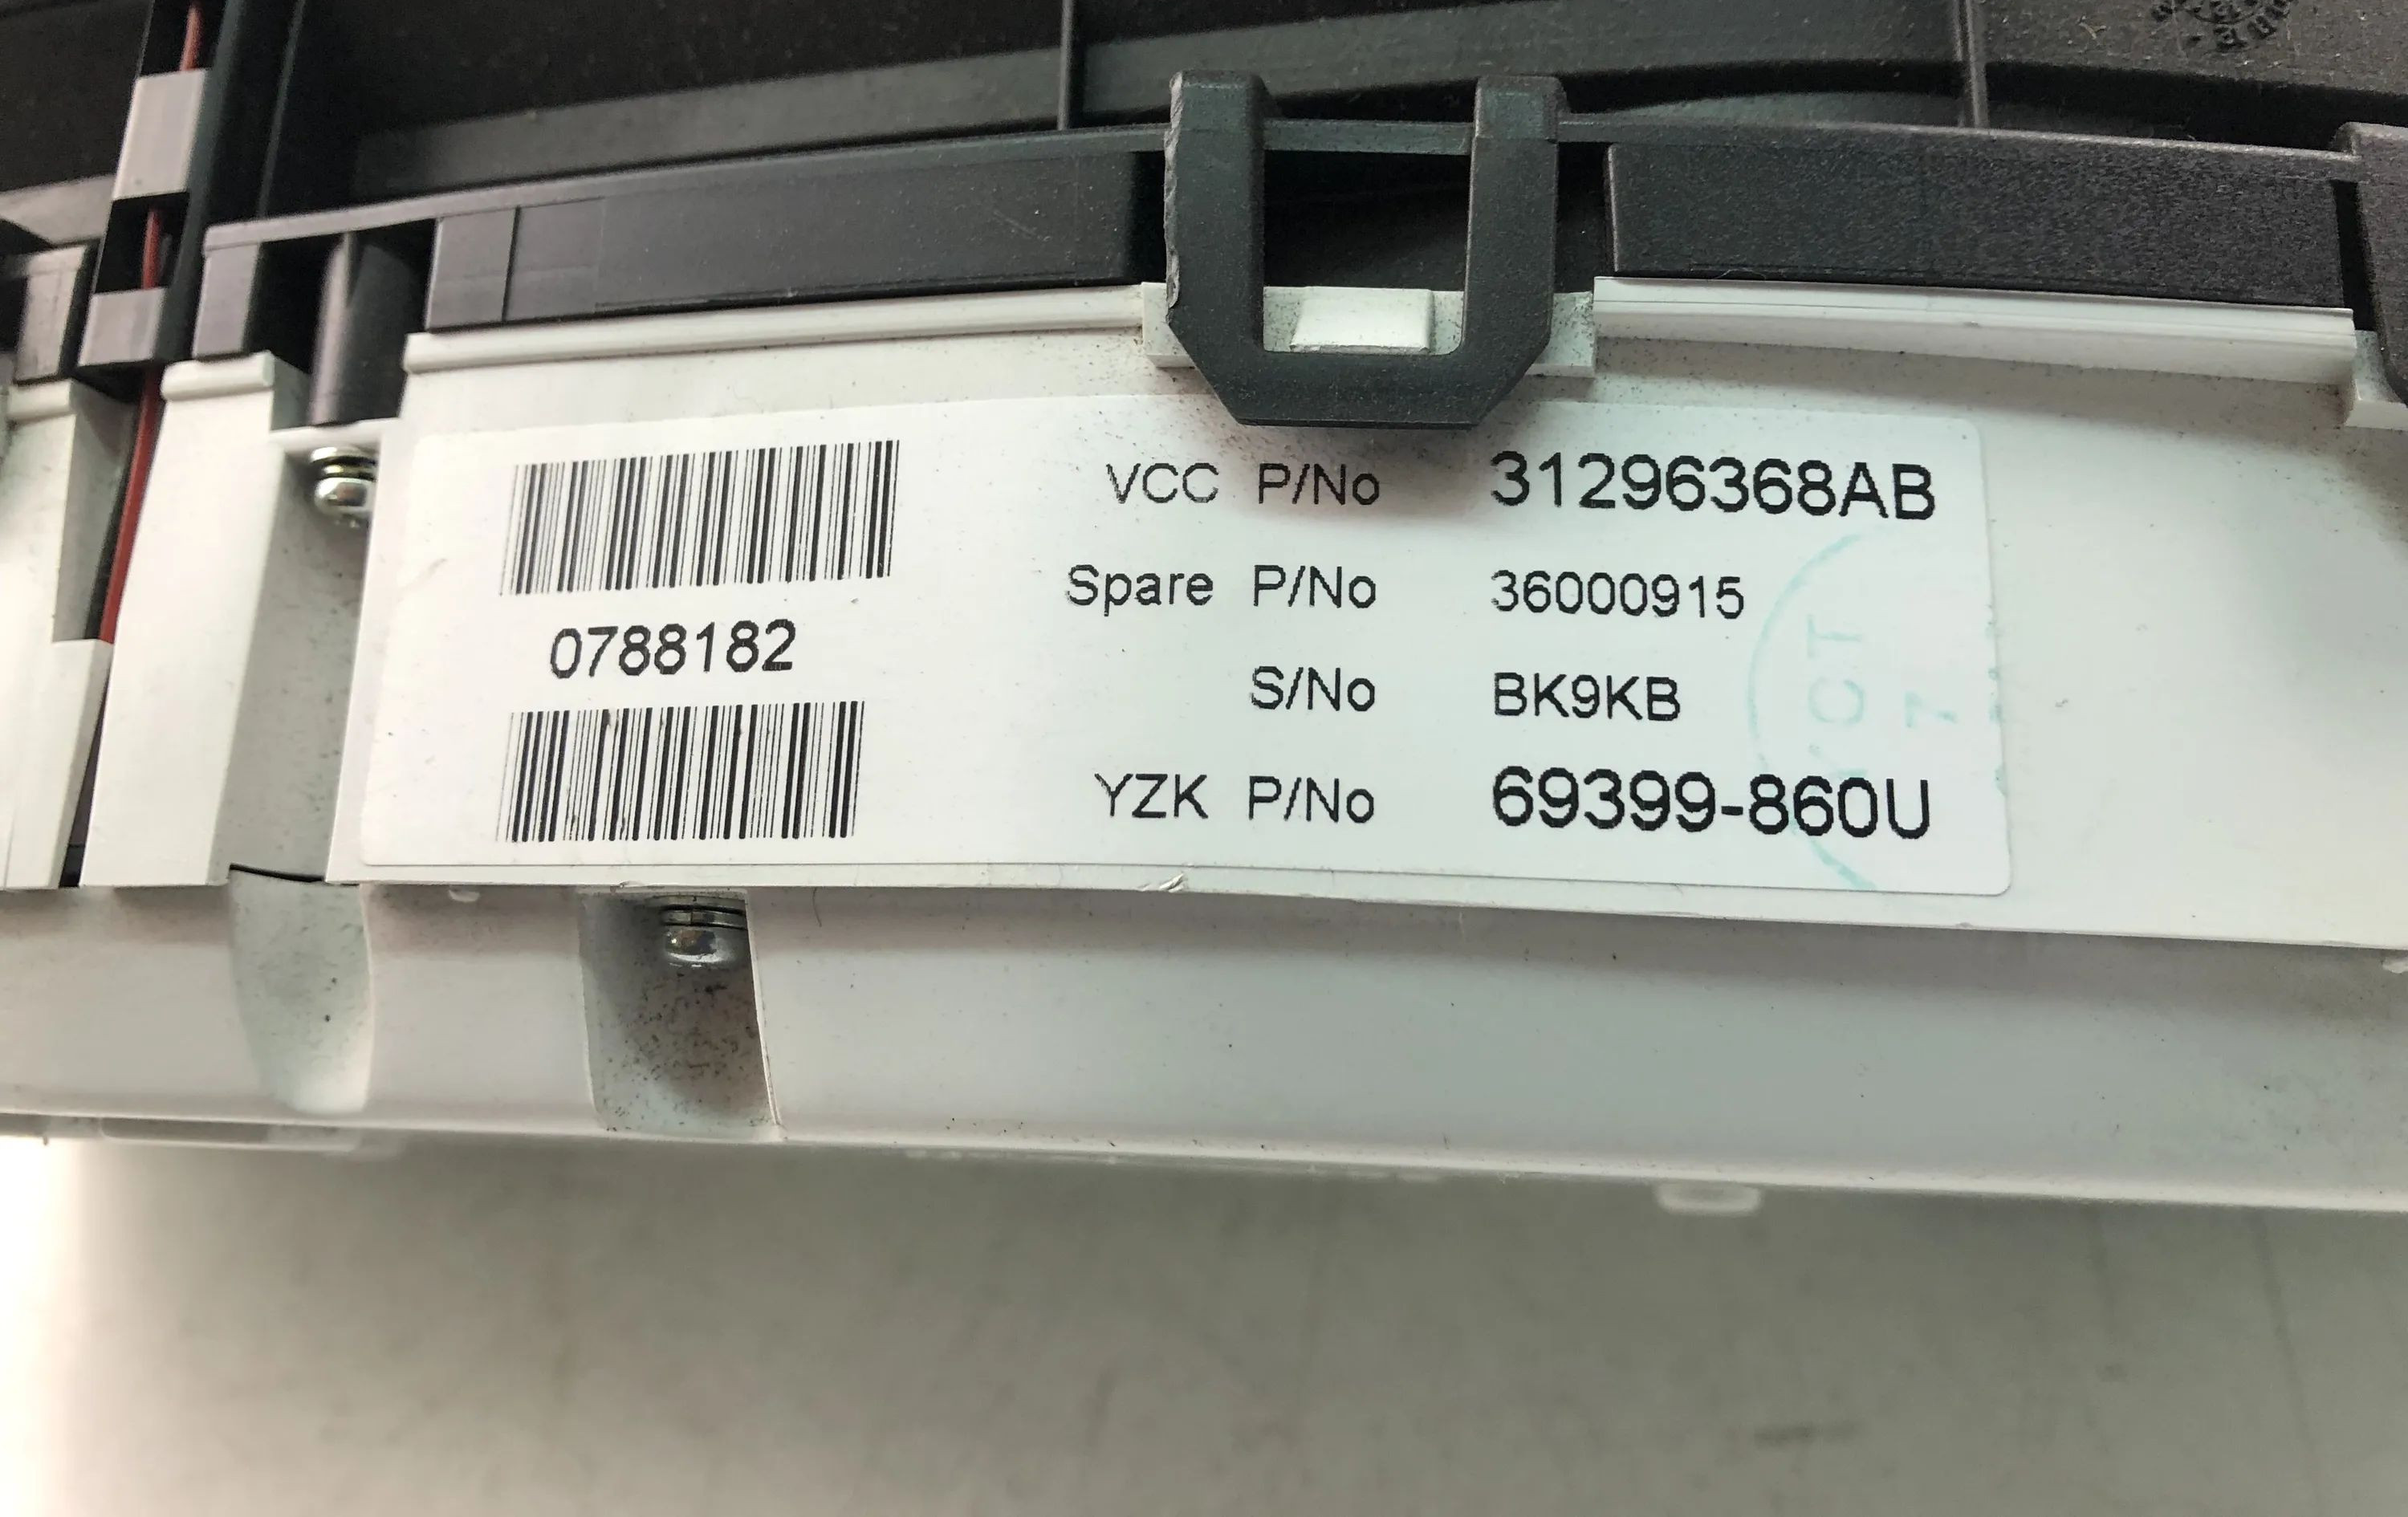 VCC P/No 31296368AB
Spare P/No 36000915
0788182
S/No BK9KB
YZK P/No 69399-860U